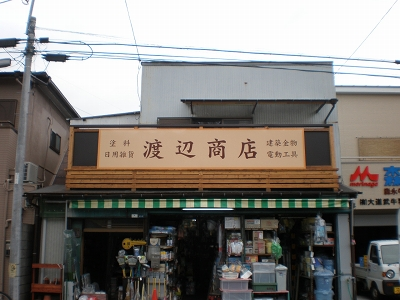 塗料
日用雑貨
渡辺商店
建築金物
電動工具